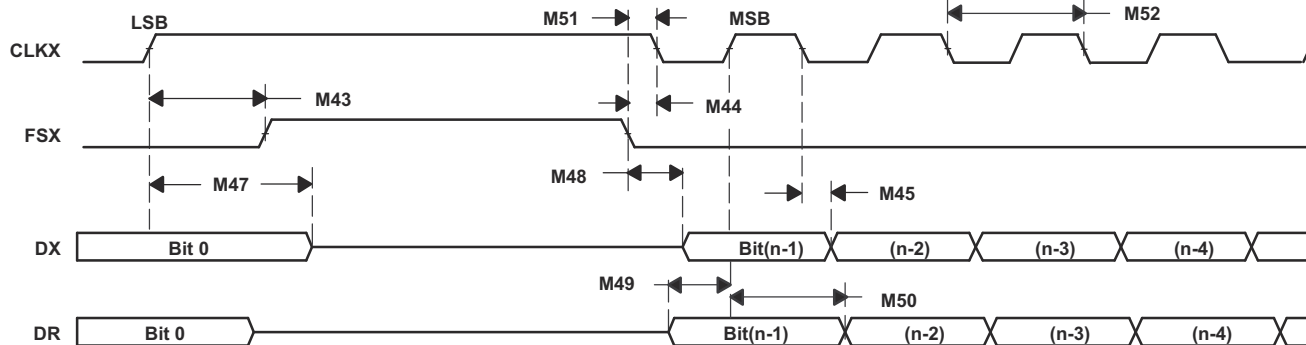 LSB
M51
MSB
M52
CLKX
M43
M44
FSX
M47
M48
M45
DX
Bit 0
Bit(n-1)
(n-2)
(n-3)
(n-4)
M49
M50
DR
Bit 0
Bit(n-1)
(n-2)
(n-3)
(n-4)